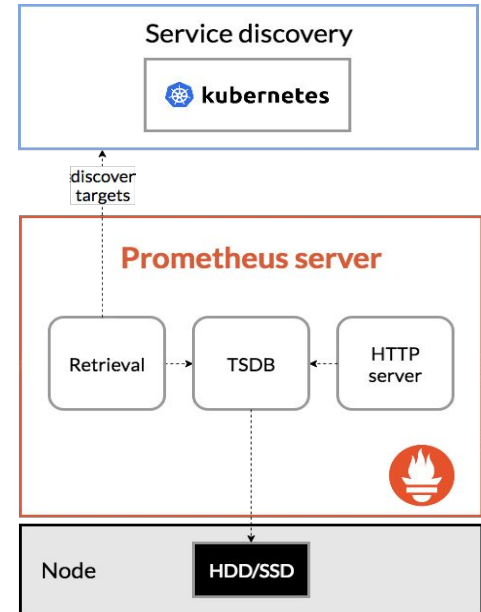 Service discovery
kubernetes
discover
targets
Prometheus server
Retrieval
TSDB
HTTP
server
Node
HDD/SSD